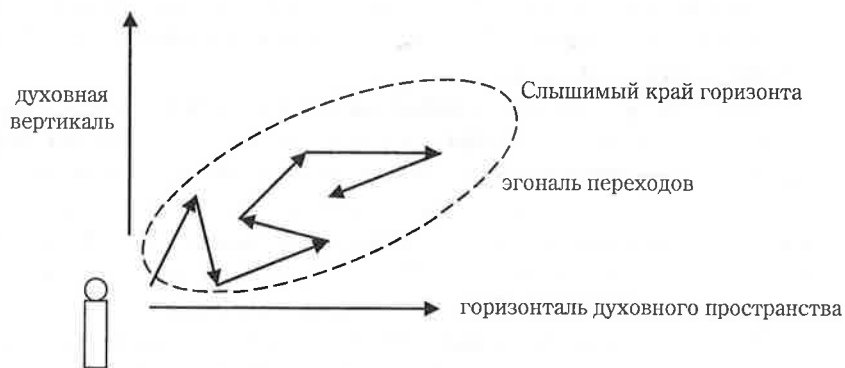 духовная
вертикаль
Слышимый край горизонта
эгональ переходов
горизонталь духовного пространства